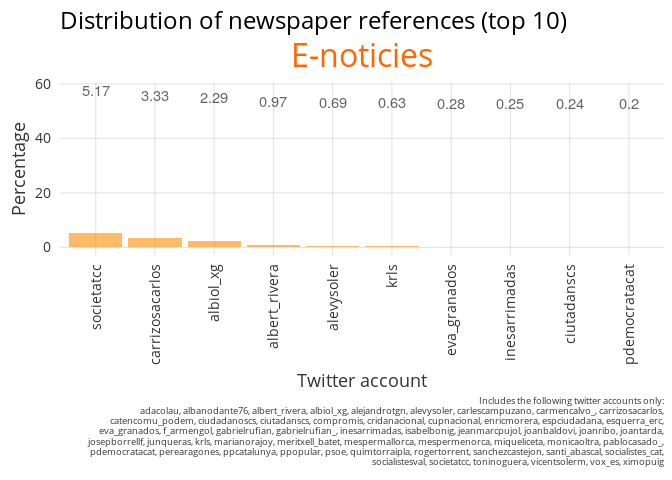 Distribution of newspaper references (top 10)
E-noticies
60
40
20
0
Percentage
5.17
3.33
2.29
0.97
0.69
0.63
0.28
0.25
0.24
0.2
societatcc
carrizosacarlos
albiol_xg
albert_rivera
alevysoler
krls
eva_granados
inesarrimadas
ciutadanscs
pdemocratacat
Twitter account
Includes the following twitter accounts only:
adacolau, albanodante76, albert_rivera, albiol_xg, alejandrotgn, alevysoler, carlescampuzano, carmencalvo_, carrizosacarlos,
catencomu_podem, ciudadanoscs, ciutadanscs, compromis, cridanacional, cupnacional, enricmorera, espciudadana, esquerra_erc,
eva_granados, f_armengol, gabrielrufian, gabrielrufian_, inesarrimadas, isabelbonig, jeanmarcpujol, joanbaldovi, joanribo, joantarda,
josepborrellf, junqueras, krls, marianorajoy, meritxell_batet, mespermallorca, mespermenorca, miqueliceta, monicaoltra, pablocasado_,
pdemocratacat, perearagones, ppcatalunya, ppopular, psoe, quimtorraipla, rogertorrent, sanchezcastejon, santi_abascal, socialistes_cat,
socialistesval, societatcc, toninoguera, vicentsolerm, vox_es, ximopuig